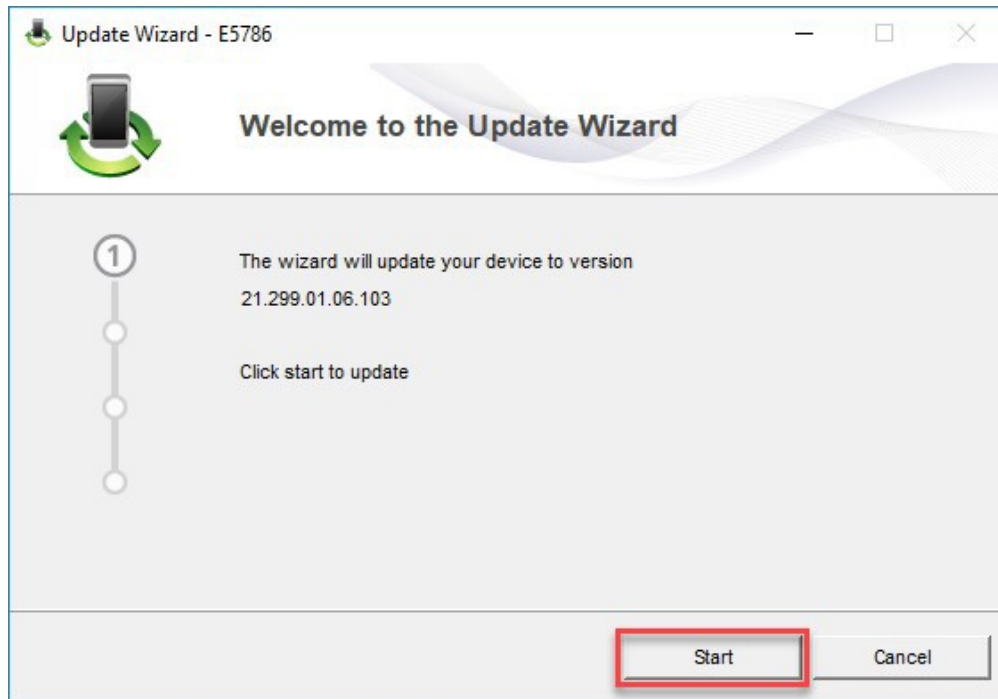 Update Wizard - E5786
Welcome to the Update Wizard
1
The wizard will update your device to version
21.299.01.06.103
Click start to update
Start
Cancel